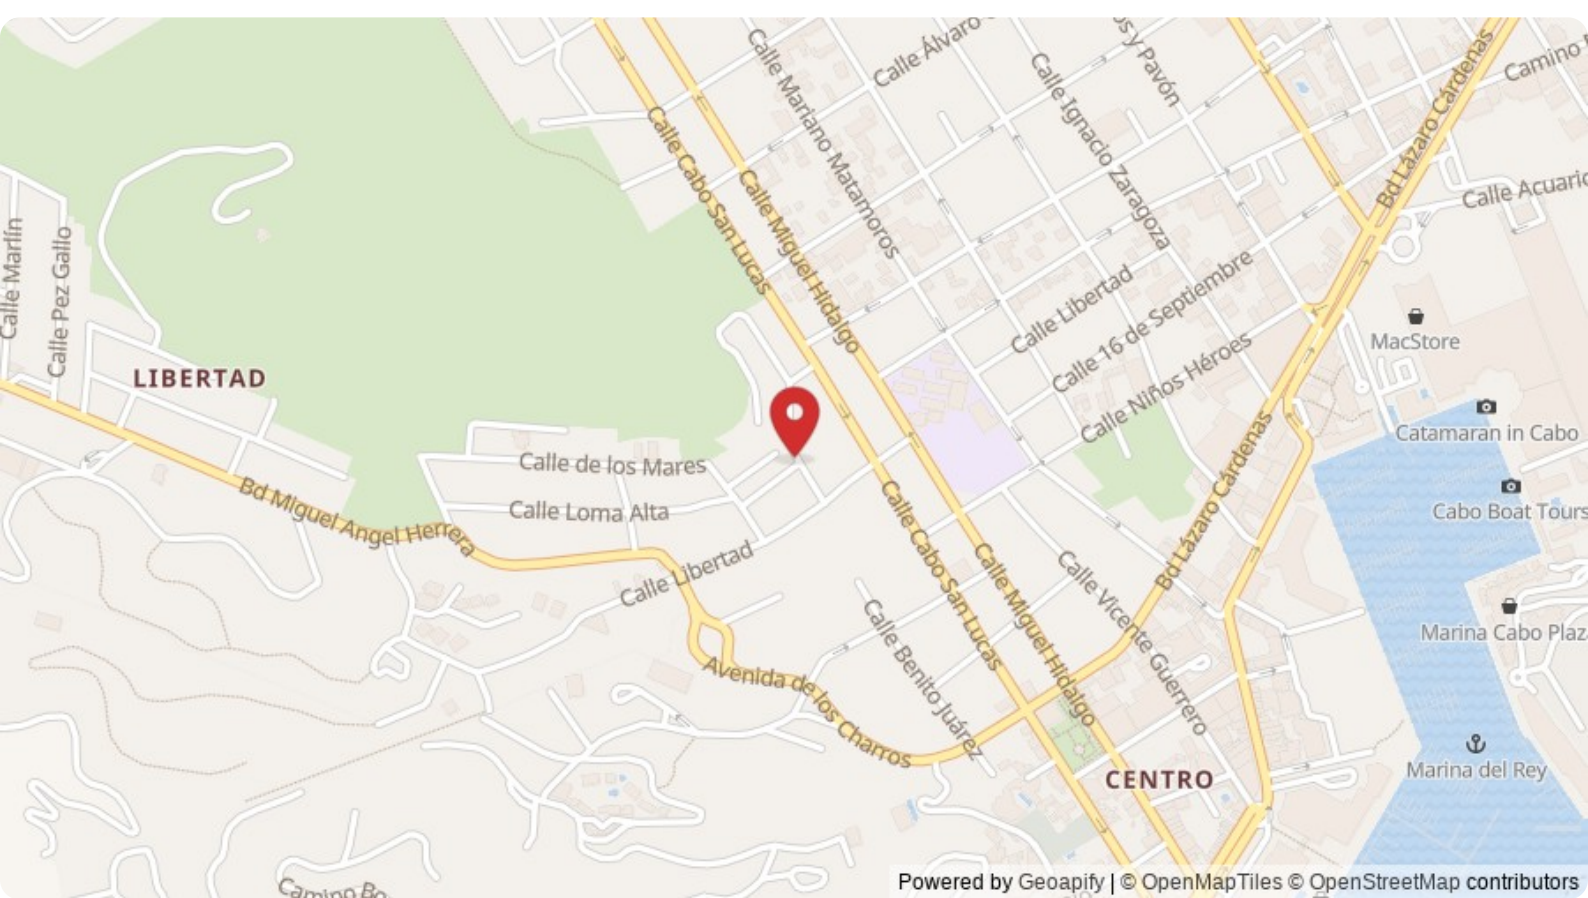 Calle Álvaro
Calle Mariano Matamoros
Calle Ignacio Zaragoza
y Pavón
Bd Lázaro Cárdenas
Camino
Calle Cabo San Lucas
Calle Miguel Hidalgo
Calle Acuario
Calle Marlín
Calle Pez Gallo
LIBERTAD
Calle Libertad
Calle 16 de Septiembre
Calle Niños Héroes
MacStore
Catamaran in Cabo
Cabo Boat Tours
Calle de los Mares
Calle Loma Alta
Bd Miguel Angel Herrera
Calle Libertad
Calle Cabo San Lucas
Calle Miguel Hidalgo
Bd Lázaro Cárdenas
Calle Vicente Guerrero
Calle Benito Juárez
Marina Cabo Plaz
Avenida de los Charros
Marina del Rey
CENTRO
Camino Bo
Powered by Geoapify | © OpenMapTiles © OpenStreetMap contributors